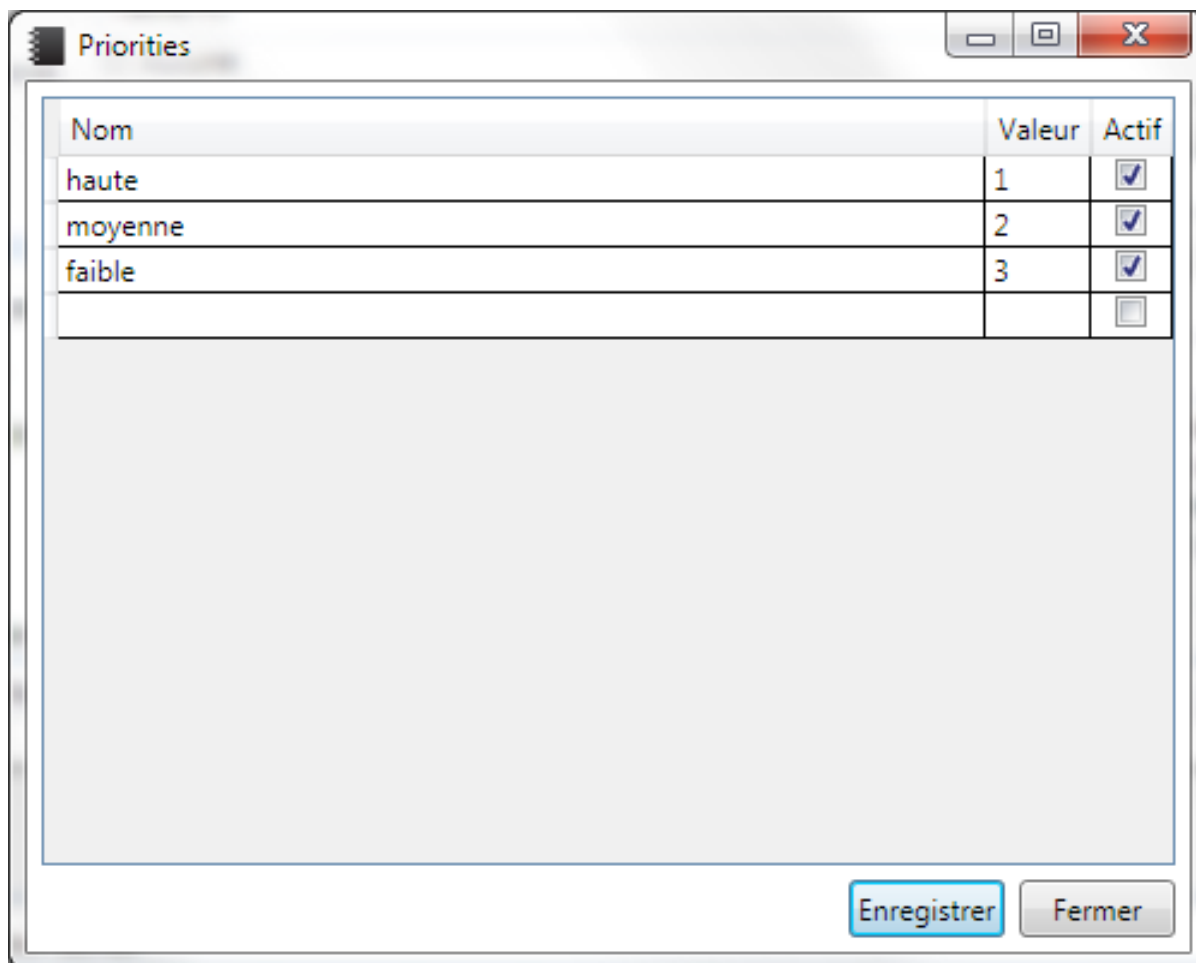 Priorities
Nom Valeur Actif
haute 1
moyenne 2
faible 3
Enregistrer Fermer